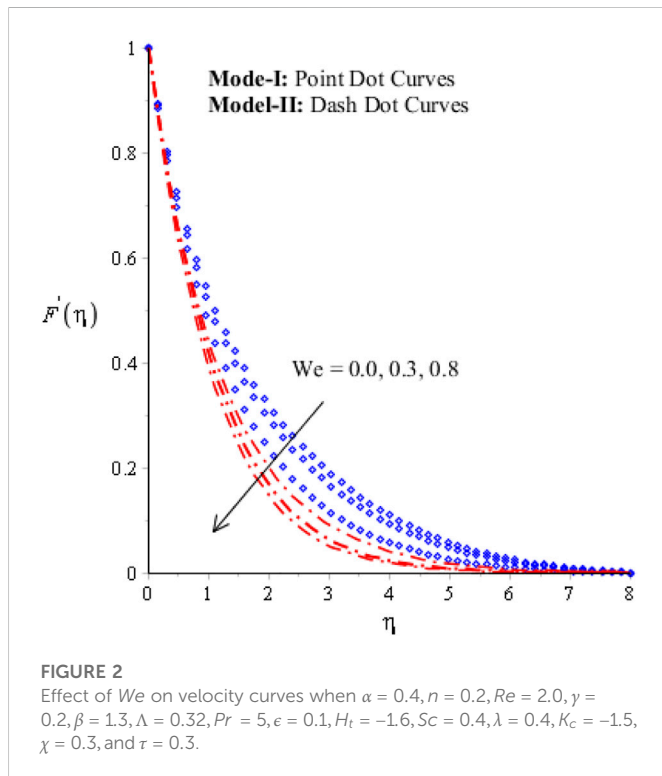 1
Mode-I: Point Dot Curves
Model-II: Dash Dot Curves
0.8
0.6
F'(η)
0.4
We = 0.0, 0.3, 0.8
0.2
0
0 1 2 3 4 5 6 7 8
η
FIGURE 2
Effect of We on velocity curves when α = 0.4, n = 0.2, Re = 2.0, γ =
0.2, β = 1.3, Λ = 0.32, Pr = 5, ϵ = 0.1, Hₜ = −1.6, Sc = 0.4, λ = 0.4, K_c = −1.5,
χ = 0.3, and τ = 0.3.